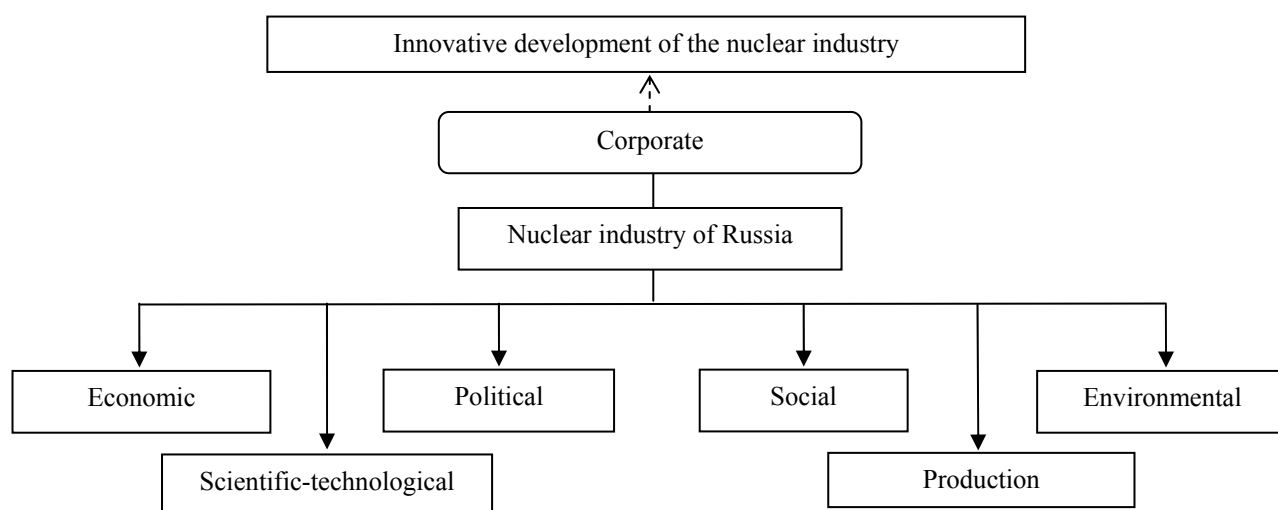 Innovative development of the nuclear industry
Corporate
Nuclear industry of Russia
Economic
Political
Social
Environmental
Scientific-technological
Production